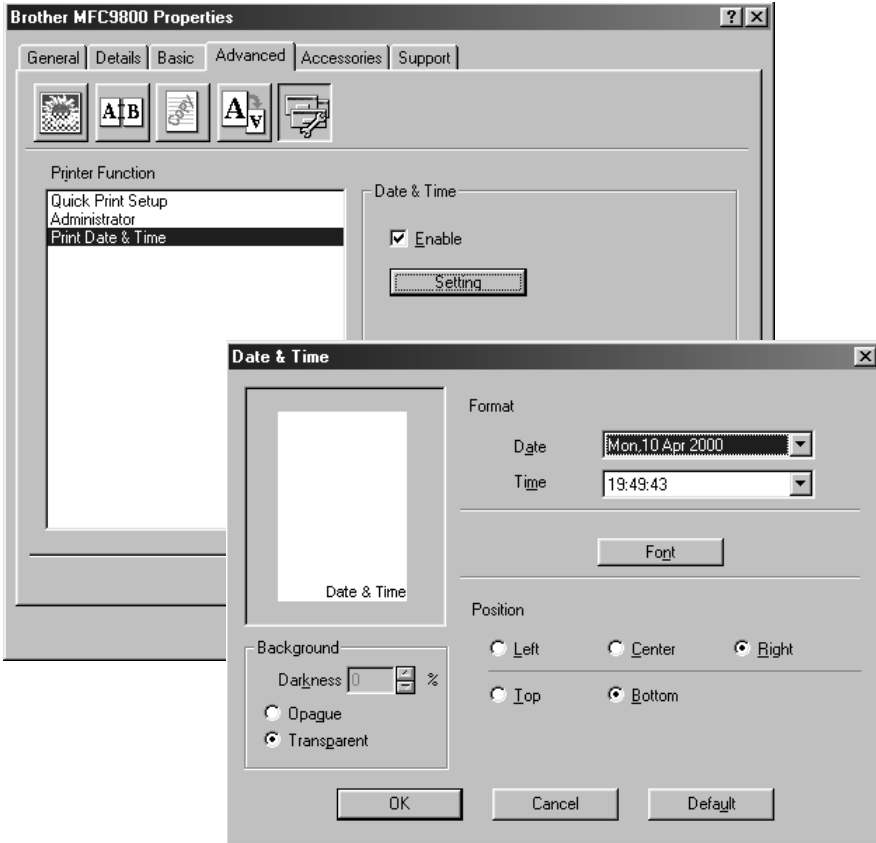 Brother MFC9800 Properties
General Details Basic Advanced Accessories Support
A B COPY A A
Printer Function
Quick Print Setup
Administrator
Print Date & Time
Date & Time
Enable
Setting
Date & Time
Date & Time
Format
Date Mon,10 Apr 2000
Time 19:49:43
Font
Position
Left Center Right
Top Bottom
Background
Darkness 0 %
Opague
Transparent
OK Cancel Default